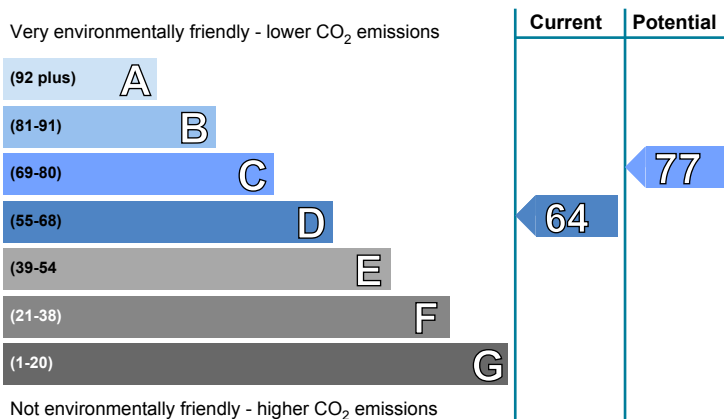 Current Potential
Very environmentally friendly - lower CO₂ emissions
(92 plus) A
(81-91) B
(69-80) C
77
(55-68) D
64
(39-54 E
(21-38) F
(1-20) G
Not environmentally friendly - higher CO₂ emissions